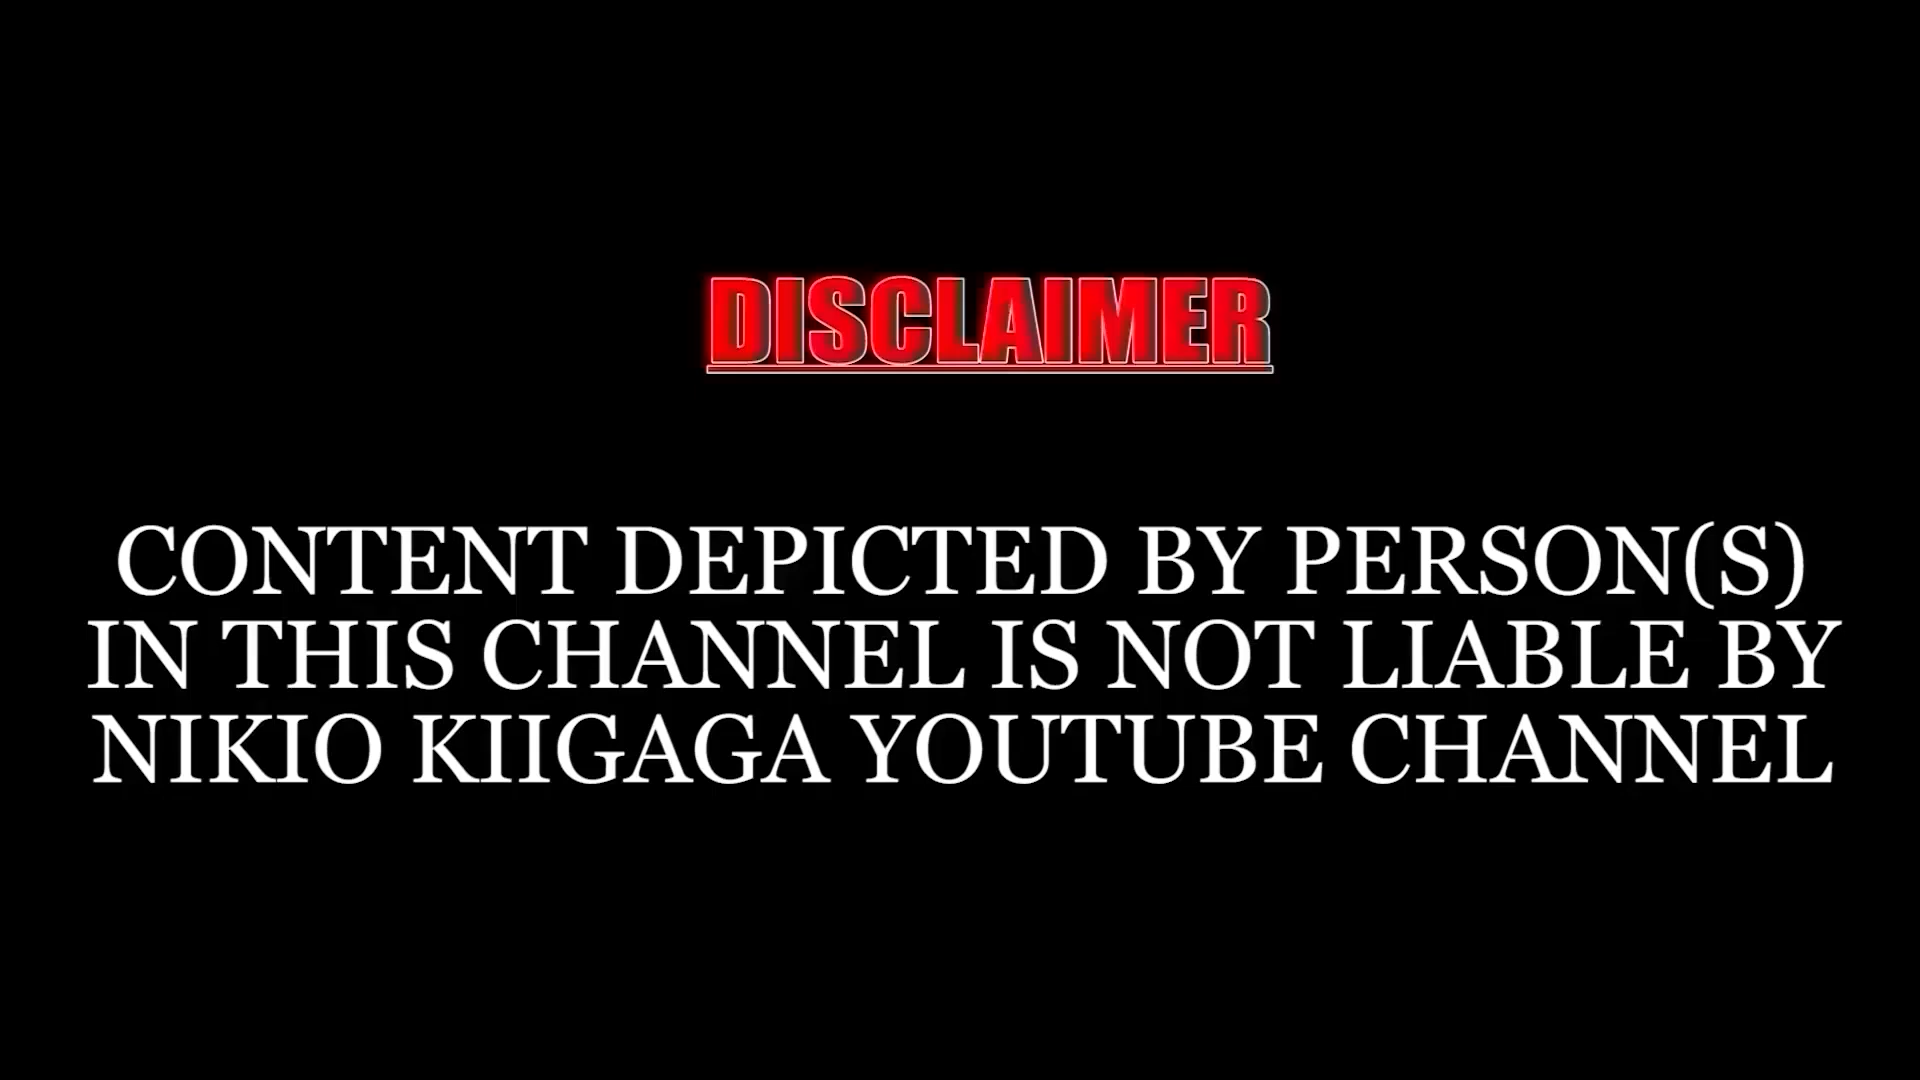 DISCLAIMER
CONTENT DEPICTED BY PERSON(S)
IN THIS CHANNEL IS NOT LIABLE BY
NIKIO KIIGAGA YOUTUBE CHANNEL